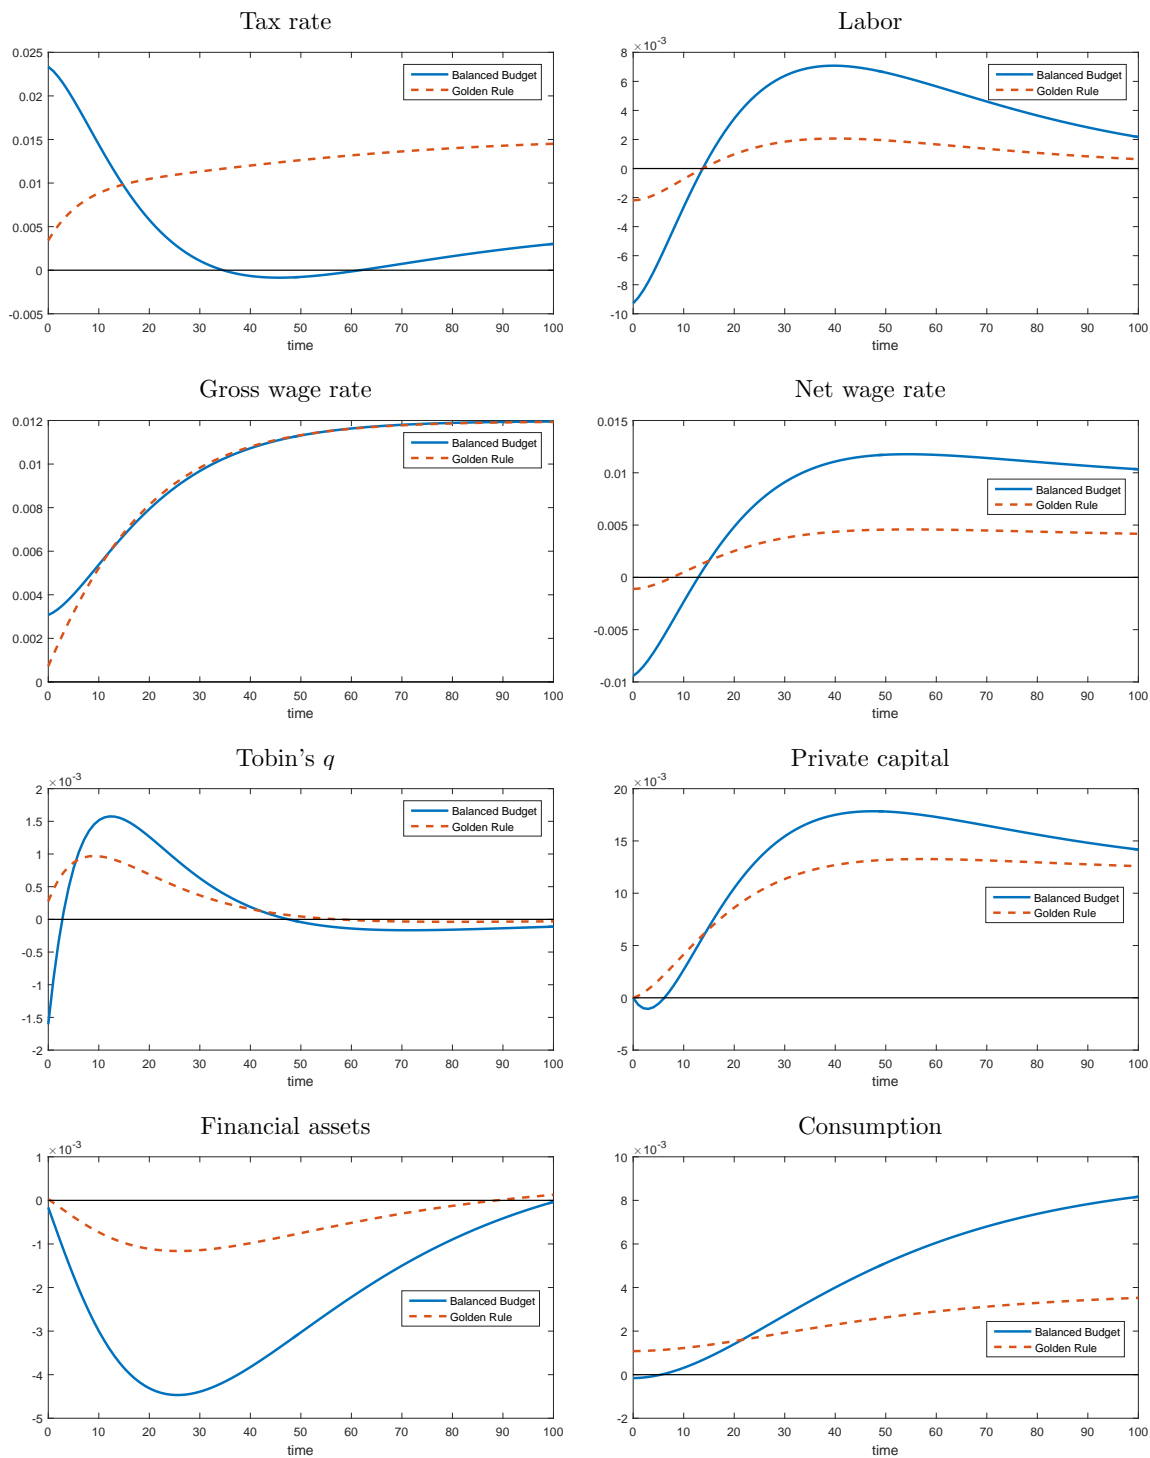 Tax rate
0.025
0.02
0.015
0.01
0.005
0
-0.005
0 10 20 30 40 50 60 70 80 90 100
time
Balanced Budget
Golden Rule
Labor
×10-3
8
6
4
2
0
-2
-4
-6
-8
-10
0 10 20 30 40 50 60 70 80 90 100
time
Balanced Budget
Golden Rule
Gross wage rate
0.012
0.01
0.008
0.006
0.004
0.002
0
0 10 20 30 40 50 60 70 80 90 100
time
Balanced Budget
Golden Rule
Net wage rate
0.015
0.01
0.005
0
-0.005
-0.01
0 10 20 30 40 50 60 70 80 90 100
time
Balanced Budget
Golden Rule
Tobin's q
×10-3
2
1.5
1
0.5
0
-0.5
-1
-1.5
-2
0 10 20 30 40 50 60 70 80 90 100
time
Balanced Budget
Golden Rule
Private capital
×10-3
20
15
10
5
0
-5
0 10 20 30 40 50 60 70 80 90 100
time
Balanced Budget
Golden Rule
Financial assets
×10-3
1
0
-1
-2
-3
-4
-5
0 10 20 30 40 50 60 70 80 90 100
time
Balanced Budget
Golden Rule
Consumption
×10-3
10
8
6
4
2
0
-2
0 10 20 30 40 50 60 70 80 90 100
time
Balanced Budget
Golden Rule